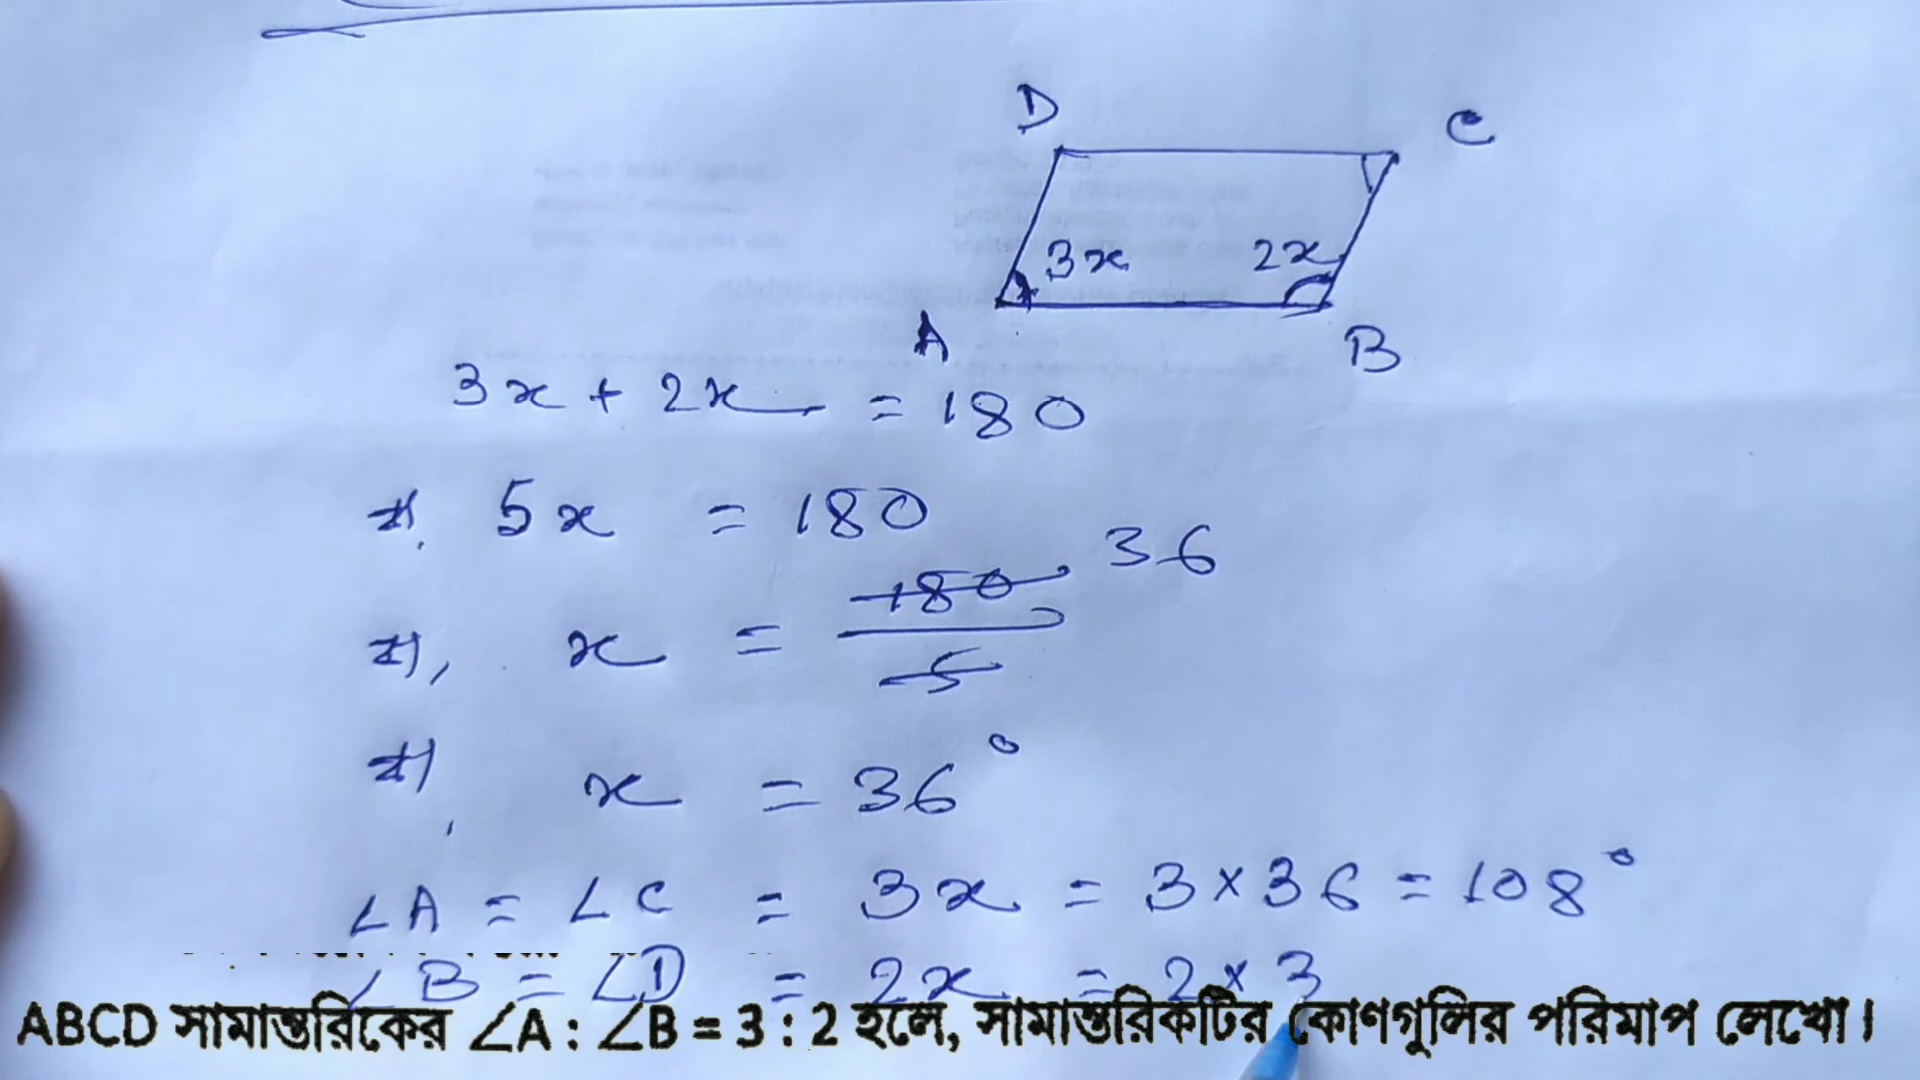 D
C
3x 2x
A
B
3x + 2x = 180
বা, 5x = 180
বা, x = 180/5 36
বা, x = 36°
∠A = ∠C = 3x = 3×36 = 108°
∠B = ∠D = 2x = 2×3
ABCD সামান্তরিকের ∠A : ∠B = 3 : 2 হলে, সামান্তরিকটির কোণগুলির পরিমাপ লেখো।